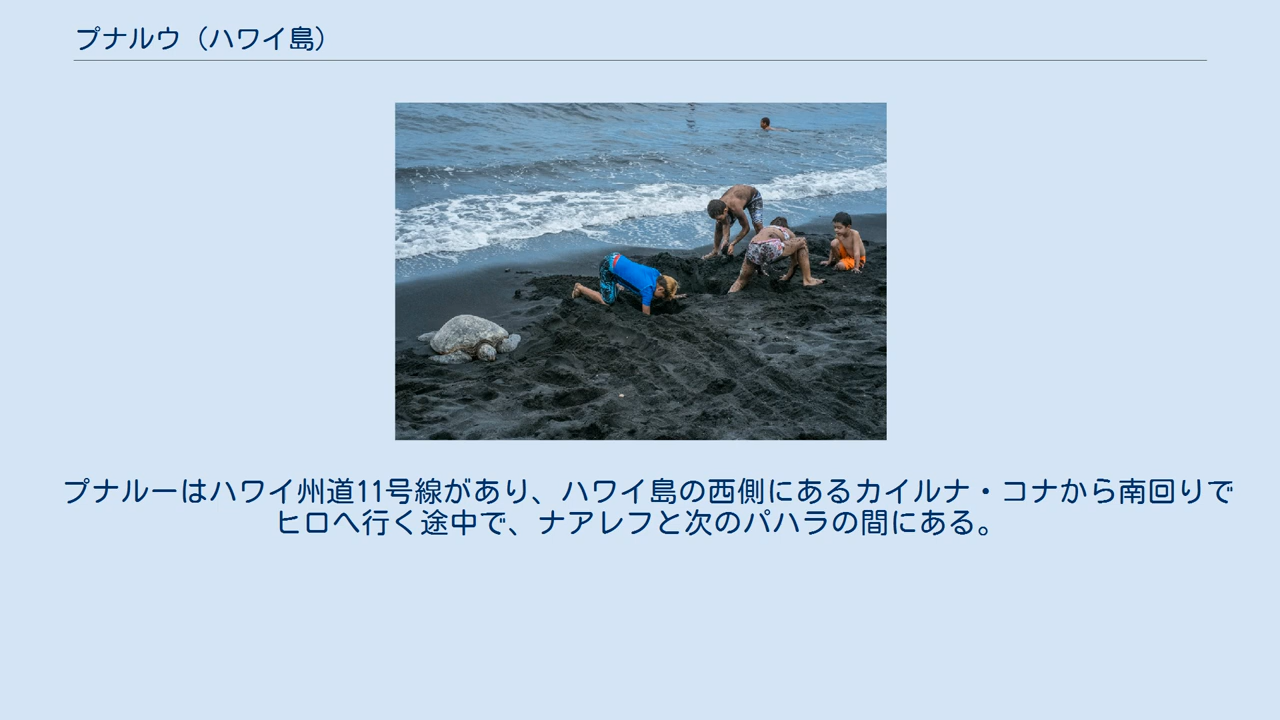 プナルウ（ハワイ島）
プナルーはハワイ州道11号線があり、ハワイ島の西側にあるカイルナ・コナから南回りで
ヒロへ行く途中で、ナアレフと次のパハラの間にある。